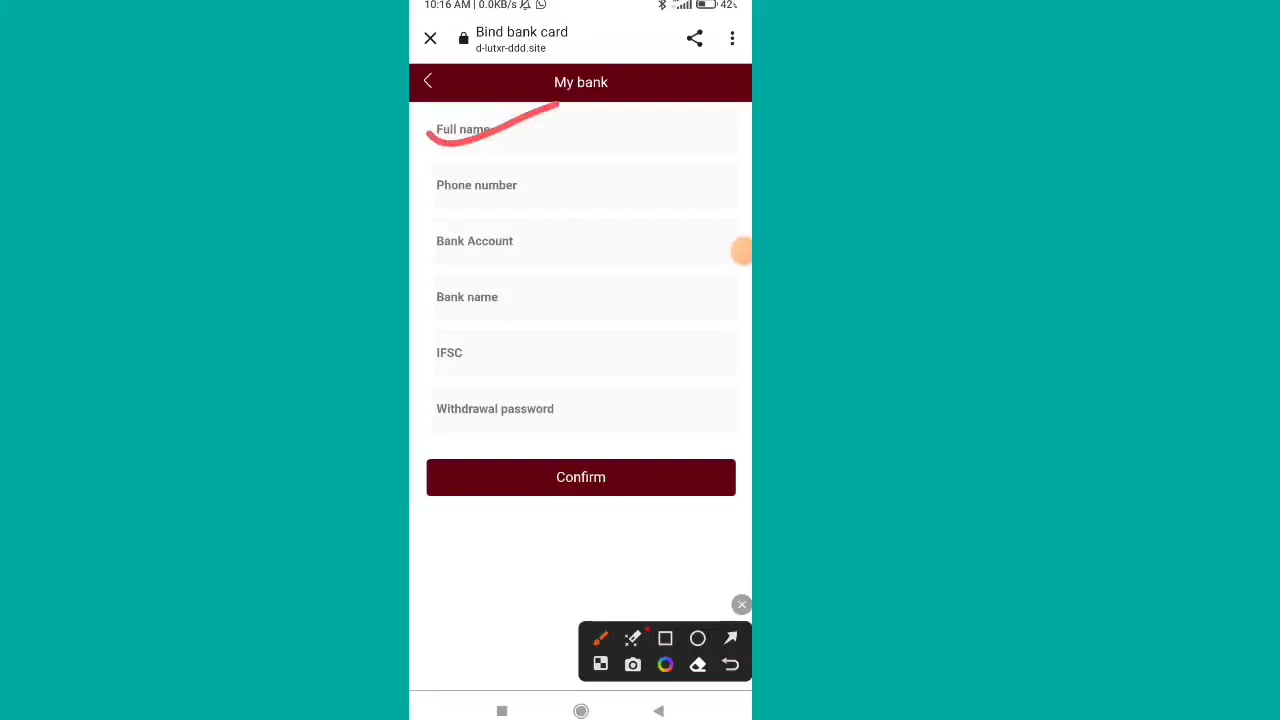 10:16 AM | 0.0KB/s
42%
Bind bank card
d-lutxr-ddd.site
My bank
Full name
Phone number
Bank Account
Bank name
IFSC
Withdrawal password
Confirm